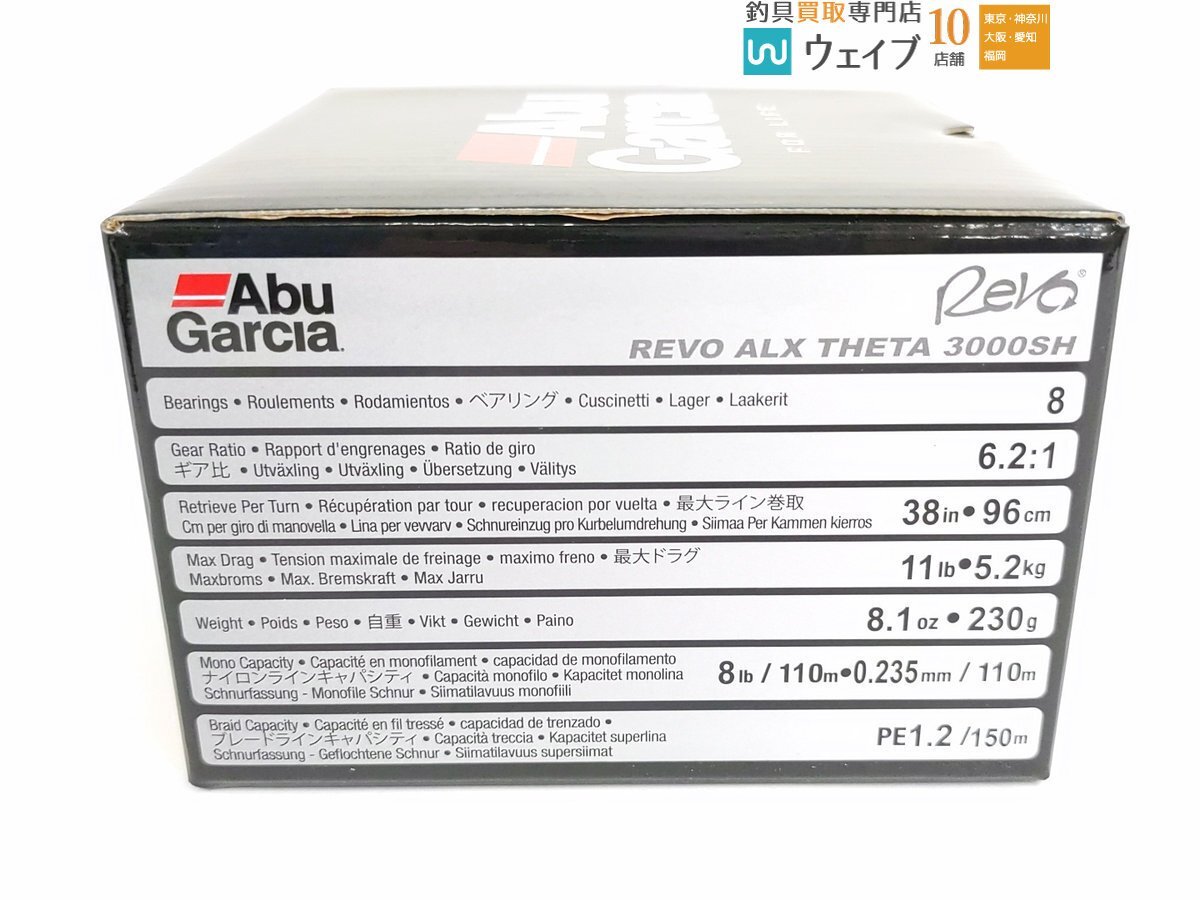 釣具買取専門店
ウェイブ
10店舗
東京・神奈川
大阪・愛知
福岡
Abu
Garcia
FOR LIFE
Abu
Garcia
Revo®
REVO ALX THETA 3000SH
Bearings • Roulements • Rodamientos • ベアリング • Cuscinetti • Lager • Laakerit 8
Gear Ratio • Rapport d'engrenages • Ratio de giro
ギア比 • Utväxling • Utväxling • Übersetzung • Välitys 6.2:1
Retrieve Per Turn • Récupération par tour • recuperacion por vuelta • 最大ライン巻取
Cm per giro di manovella • Lina per vevvarv • Schnureinzug pro Kurbelumdrehung • Siimaa Per Kammen kierros 38in•96cm
Max Drag • Tension maximale de freinage • maximo freno • 最大ドラグ
Maxbroms • Max. Bremskraft • Max Jarru 11lb•5.2kg
Weight • Poids • Peso • 自重 • Vikt • Gewicht • Paino 8.1oz • 230g
Mono Capacity • Capacité en monofilament • capacidad de monofilamento
ナイロンラインキャパシティ • Capacità monofilo • Kapacitet monolina 8lb / 110m•0.235mm / 110m
Schnurfassung - Monofile Schnur • Siimatilavuus monofiili
Braid Capacity • Capacité en fil tressé • capacidad de trenzado •
ブレードラインキャパシティ • Capacità treccia • Kapacitet superlina PE1.2 /150m
Schnurfassung - Geflochtene Schnur • Siimatilavuus supersiimat